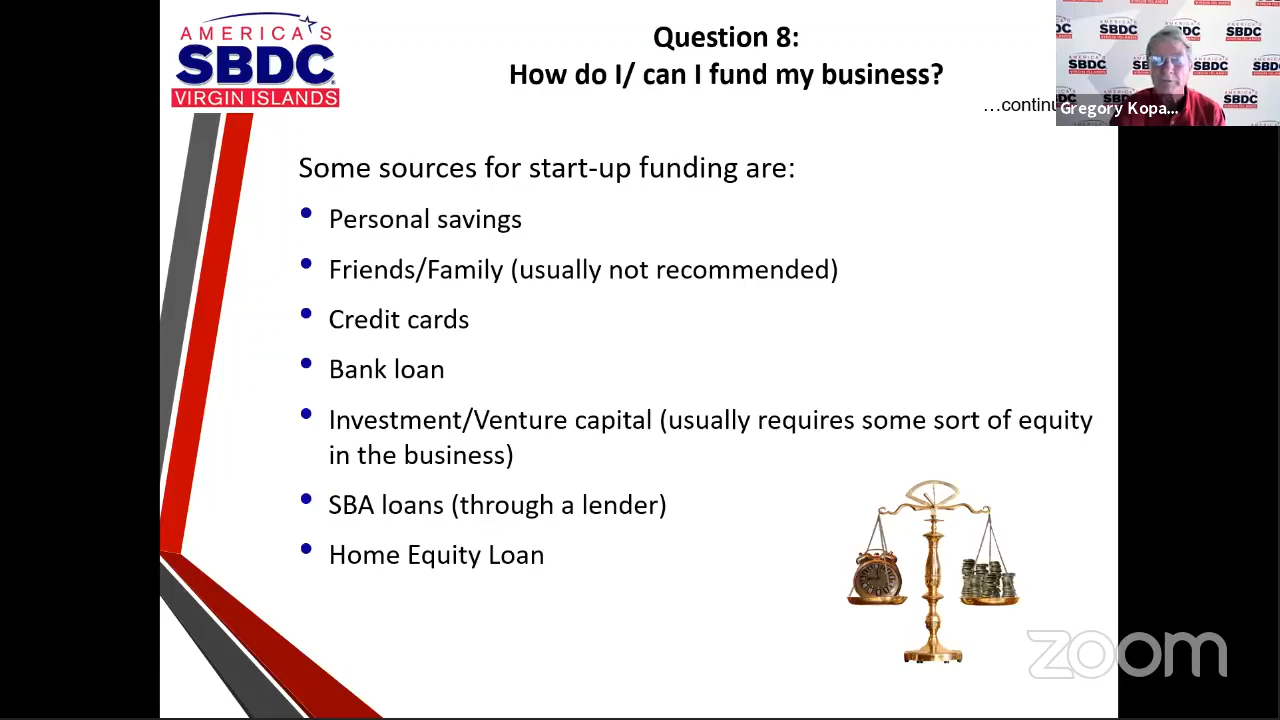 AMERICA'S
SBDC
VIRGIN ISLANDS
Question 8:
How do I/ can I fund my business?
…continu
Gregory Kopa...
Some sources for start-up funding are:
• Personal savings
• Friends/Family (usually not recommended)
• Credit cards
• Bank loan
• Investment/Venture capital (usually requires some sort of equity
in the business)
• SBA loans (through a lender)
• Home Equity Loan
zoom